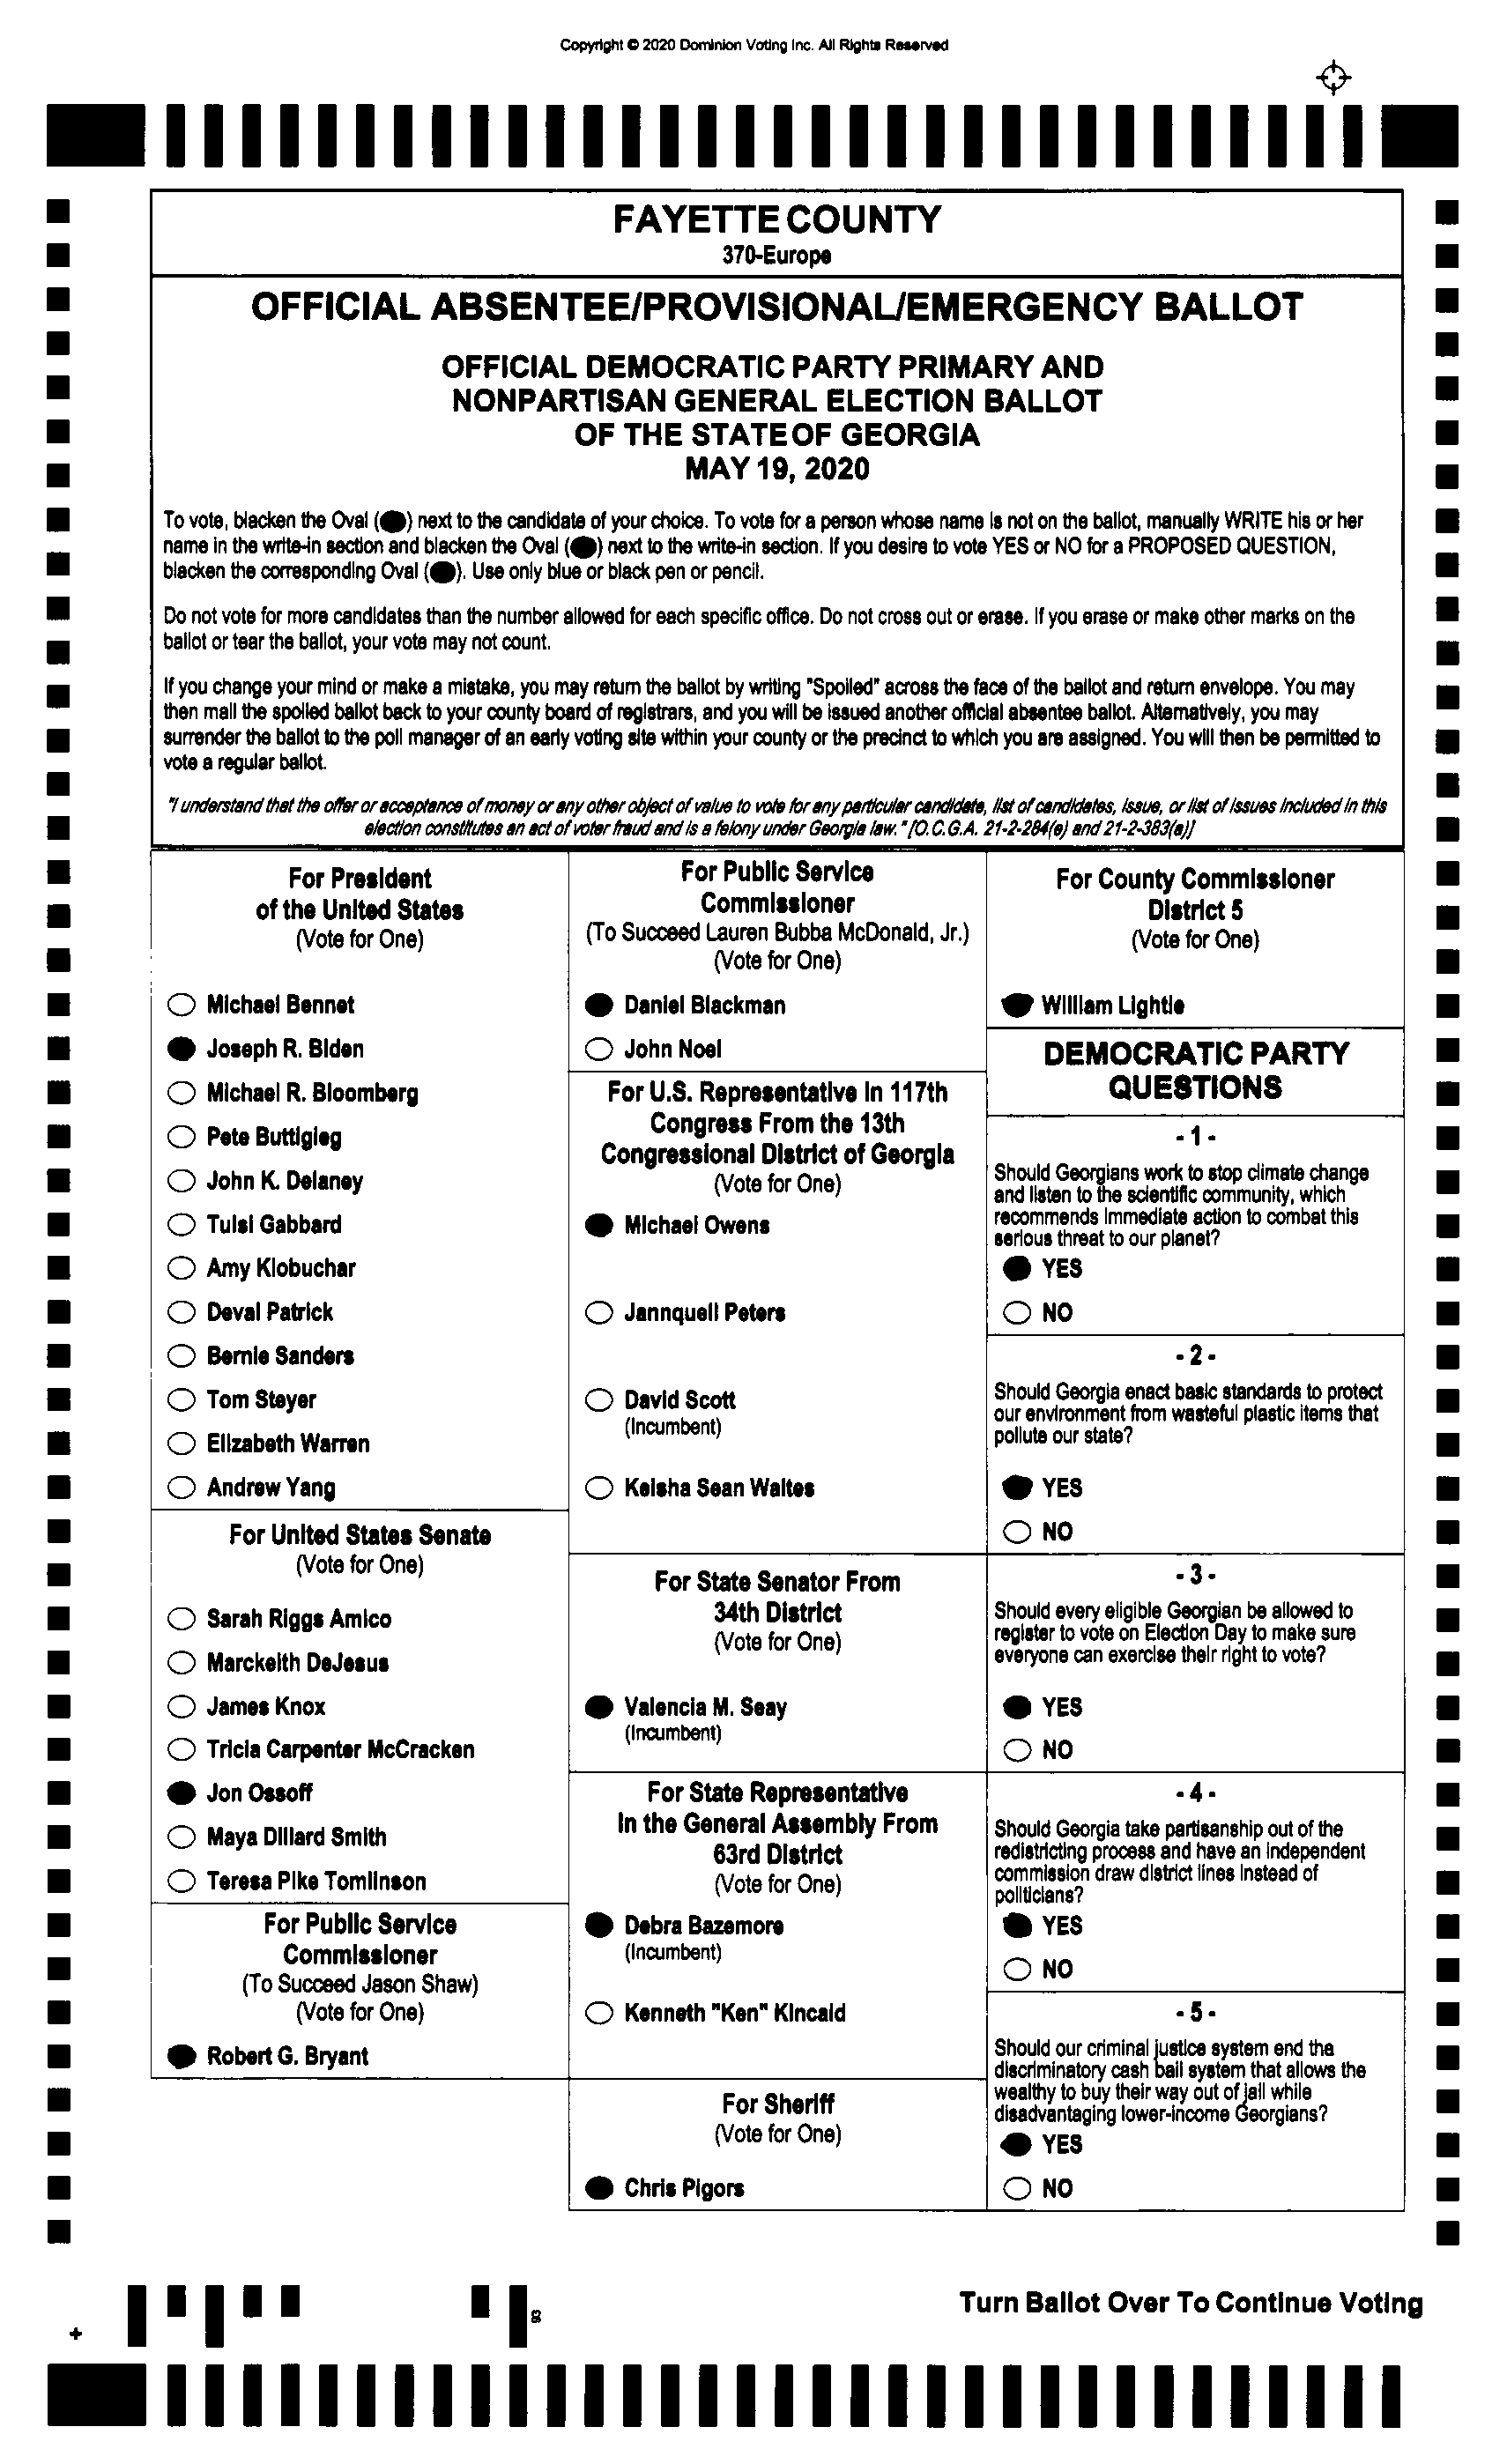 Copyright © 2020 Dominion Voting Inc. All Rights Reserved
FAYETTE COUNTY
370-Europe
OFFICIAL ABSENTEE/PROVISIONAL/EMERGENCY BALLOT
OFFICIAL DEMOCRATIC PARTY PRIMARY AND
NONPARTISAN GENERAL ELECTION BALLOT
OF THE STATE OF GEORGIA
MAY 19, 2020
To vote, blacken the Oval (⬬) next to the candidate of your choice. To vote for a person whose name is not on the ballot, manually WRITE his or her
name in the write-in section and blacken the Oval (⬬) next to the write-in section. If you desire to vote YES or NO for a PROPOSED QUESTION,
blacken the corresponding Oval (⬬). Use only blue or black pen or pencil.
Do not vote for more candidates than the number allowed for each specific office. Do not cross out or erase. If you erase or make other marks on the
ballot or tear the ballot, your vote may not count.
If you change your mind or make a mistake, you may return the ballot by writing "Spoiled" across the face of the ballot and return envelope. You may
then mail the spoiled ballot back to your county board of registrars, and you will be issued another official absentee ballot. Alternatively, you may
surrender the ballot to the poll manager of an early voting site within your county or the precinct to which you are assigned. You will then be permitted to
vote a regular ballot.
"I understand that the offer or acceptance of money or any other object of value to vote for any particular candidate, list of candidates, issue, or list of issues included in this
election constitutes an act of voter fraud and is a felony under Georgia law." [O.C.G.A. 21-2-284(e) and 21-2-383(a)]
For President
of the United States
(Vote for One)
Michael Bennet
Joseph R. Biden
Michael R. Bloomberg
Pete Buttigieg
John K. Delaney
Tulsi Gabbard
Amy Klobuchar
Deval Patrick
Bernie Sanders
Tom Steyer
Elizabeth Warren
Andrew Yang
For United States Senate
(Vote for One)
Sarah Riggs Amico
Marckeith DeJesus
James Knox
Tricia Carpenter McCracken
Jon Ossoff
Maya Dillard Smith
Teresa Pike Tomlinson
For Public Service
Commissioner
(To Succeed Jason Shaw)
(Vote for One)
Robert G. Bryant
For Public Service
Commissioner
(To Succeed Lauren Bubba McDonald, Jr.)
(Vote for One)
Daniel Blackman
John Noel
For U.S. Representative in 117th
Congress From the 13th
Congressional District of Georgia
(Vote for One)
Michael Owens
Jannquell Peters
David Scott
(Incumbent)
Keisha Sean Waites
For State Senator From
34th District
(Vote for One)
Valencia M. Seay
(Incumbent)
For State Representative
In the General Assembly From
63rd District
(Vote for One)
Debra Bazemore
(Incumbent)
Kenneth "Ken" Kincaid
For Sheriff
(Vote for One)
Chris Pigors
For County Commissioner
District 5
(Vote for One)
William Lightle
DEMOCRATIC PARTY
QUESTIONS
- 1 -
Should Georgians work to stop climate change
and listen to the scientific community, which
recommends immediate action to combat this
serious threat to our planet?
YES
NO
- 2 -
Should Georgia enact basic standards to protect
our environment from wasteful plastic items that
pollute our state?
YES
NO
- 3 -
Should every eligible Georgian be allowed to
register to vote on Election Day to make sure
everyone can exercise their right to vote?
YES
NO
- 4 -
Should Georgia take partisanship out of the
redistricting process and have an independent
commission draw district lines instead of
politicians?
YES
NO
- 5 -
Should our criminal justice system end the
discriminatory cash bail system that allows the
wealthy to buy their way out of jail while
disadvantaging lower-income Georgians?
YES
NO
Turn Ballot Over To Continue Voting